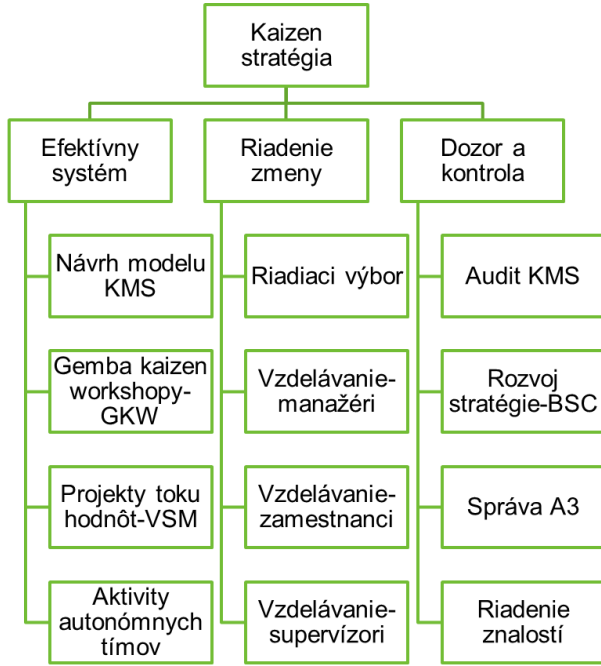 Kaizen
stratégia
Efektívny
systém
Riadenie
zmeny
Dozor a
kontrola
Návrh modelu
KMS
Gemba kaizen
workshopy-
GKW
Projekty toku
hodnôt-VSM
Aktivity
autonómnych
tímov
Riadiaci výbor
Vzdelávanie-
manažéri
Vzdelávanie-
zamestnanci
Vzdelávanie-
supervízori
Audit KMS
Rozvoj
stratégie-BSC
Správa A3
Riadenie
znalostí